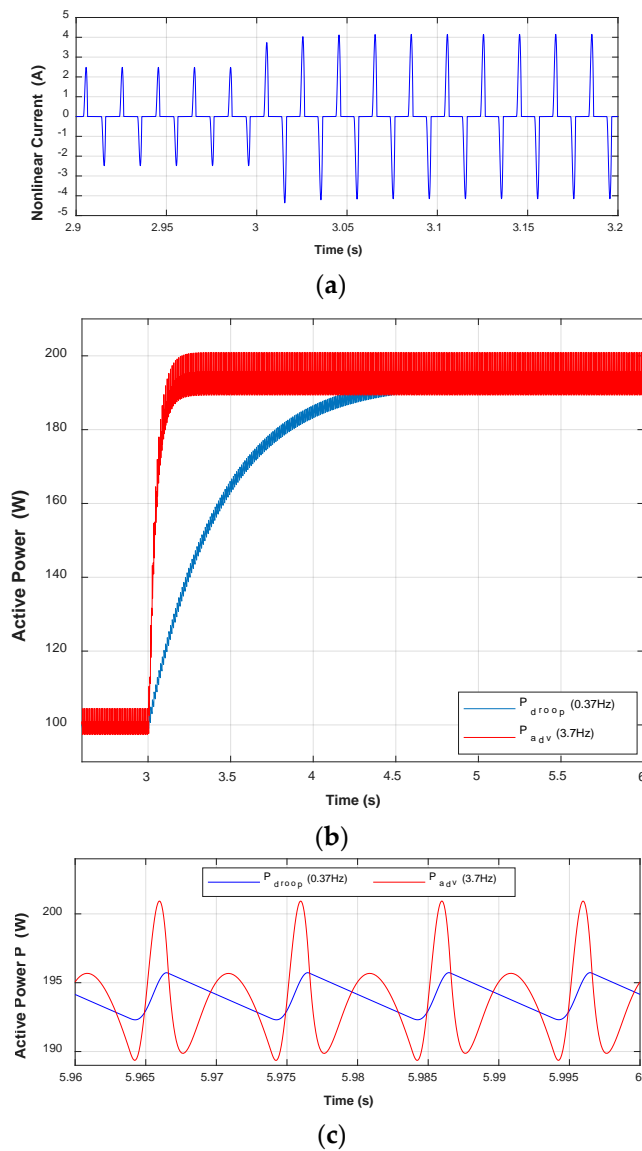 5
4
3
2
1
0
-1
-2
-3
-4
-5
Nonlinear Current (A)
2.9 2.95 3 3.05 3.1 3.15 3.2
Time (s)
(a)
200
180
160
140
120
100
Active Power (W)
P droop (0.37Hz)
P adv (3.7Hz)
3 3.5 4 4.5 5 5.5 6
Time (s)
(b)
P droop (0.37Hz) P adv (3.7Hz)
200
195
190
Active Power P (W)
5.96 5.965 5.97 5.975 5.98 5.985 5.99 5.995 6
Time (s)
(c)